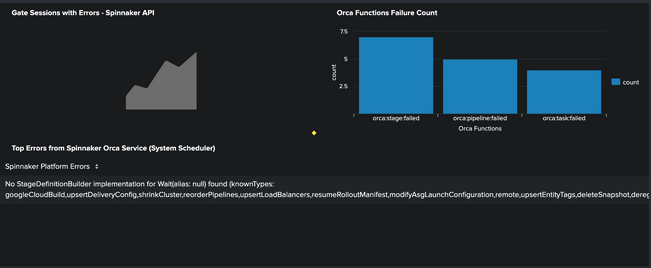 Gate Sessions with Errors - Spinnaker API
Orca Functions Failure Count
7.5
5
2.5
count
orca:stage:failed
orca:pipeline:failed
orca:task:failed
Orca Functions
count
Top Errors from Spinnaker Orca Service (System Scheduler)
Spinnaker Platform Errors
No StageDefinitionBuilder implementation for Wait(alias: null) found (knownTypes:
googleCloudBuild,upsertDeliveryConfig,shrinkCluster,reorderPipelines,upsertLoadBalancers,resumeRolloutManifest,modifyAsgLaunchConfiguration,remote,upsertEntityTags,deleteSnapshot,dereg